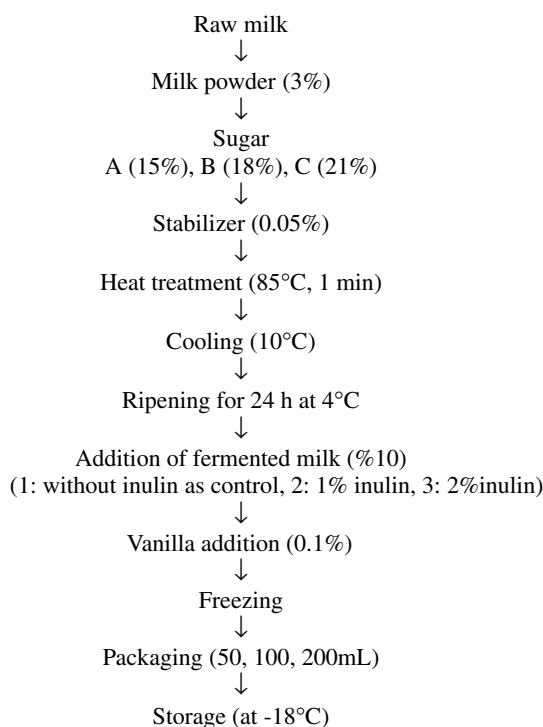 Raw milk
↓
Milk powder (3%)
↓
Sugar
A (15%), B (18%), C (21%)
↓
Stabilizer (0.05%)
↓
Heat treatment (85°C, 1 min)
↓
Cooling (10°C)
↓
Ripening for 24 h at 4°C
↓
Addition of fermented milk (%10)
(1: without inulin as control, 2: 1% inulin, 3: 2%inulin)
↓
Vanilla addition (0.1%)
↓
Freezing
↓
Packaging (50, 100, 200mL)
↓
Storage (at -18°C)